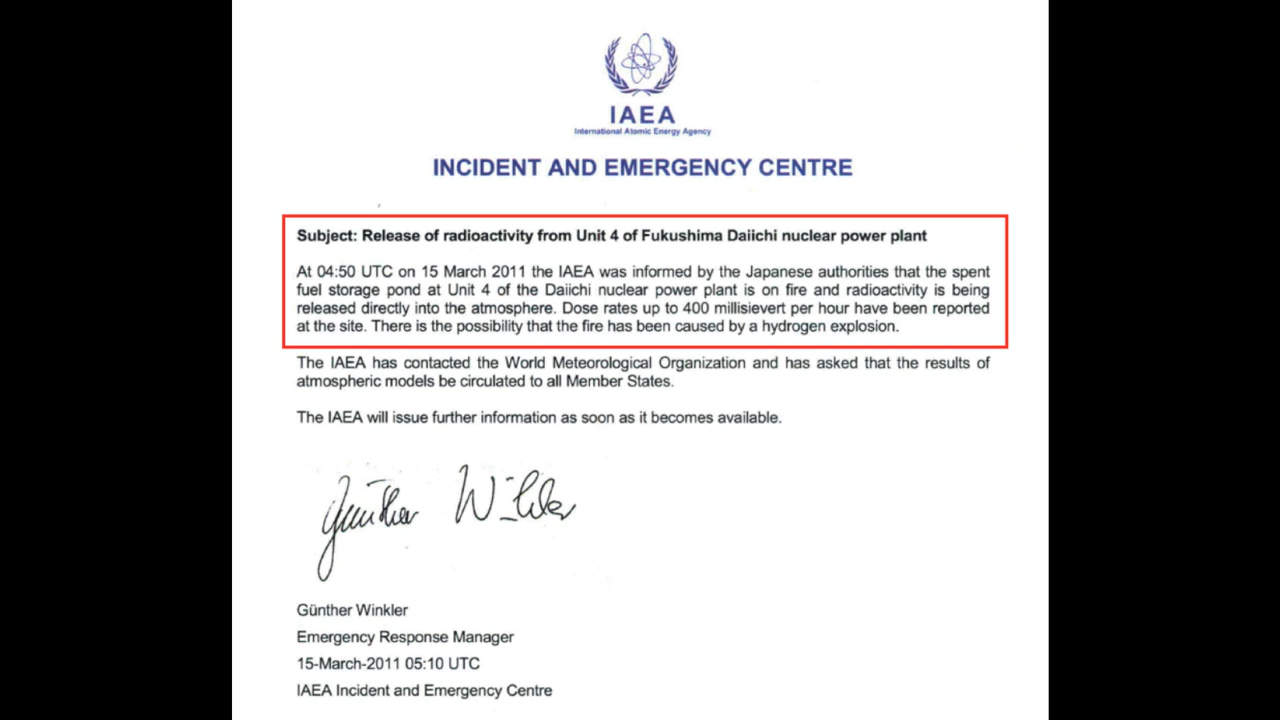 IAEA
International Atomic Energy Agency
INCIDENT AND EMERGENCY CENTRE
Subject: Release of radioactivity from Unit 4 of Fukushima Daiichi nuclear power plant
At 04:50 UTC on 15 March 2011 the IAEA was informed by the Japanese authorities that the spent
fuel storage pond at Unit 4 of the Daiichi nuclear power plant is on fire and radioactivity is being
released directly into the atmosphere. Dose rates up to 400 millisievert per hour have been reported
at the site. There is the possibility that the fire has been caused by a hydrogen explosion.
The IAEA has contacted the World Meteorological Organization and has asked that the results of
atmospheric models be circulated to all Member States.
The IAEA will issue further information as soon as it becomes available.
Günther Winkler
Günther Winkler
Emergency Response Manager
15-March-2011 05:10 UTC
IAEA Incident and Emergency Centre